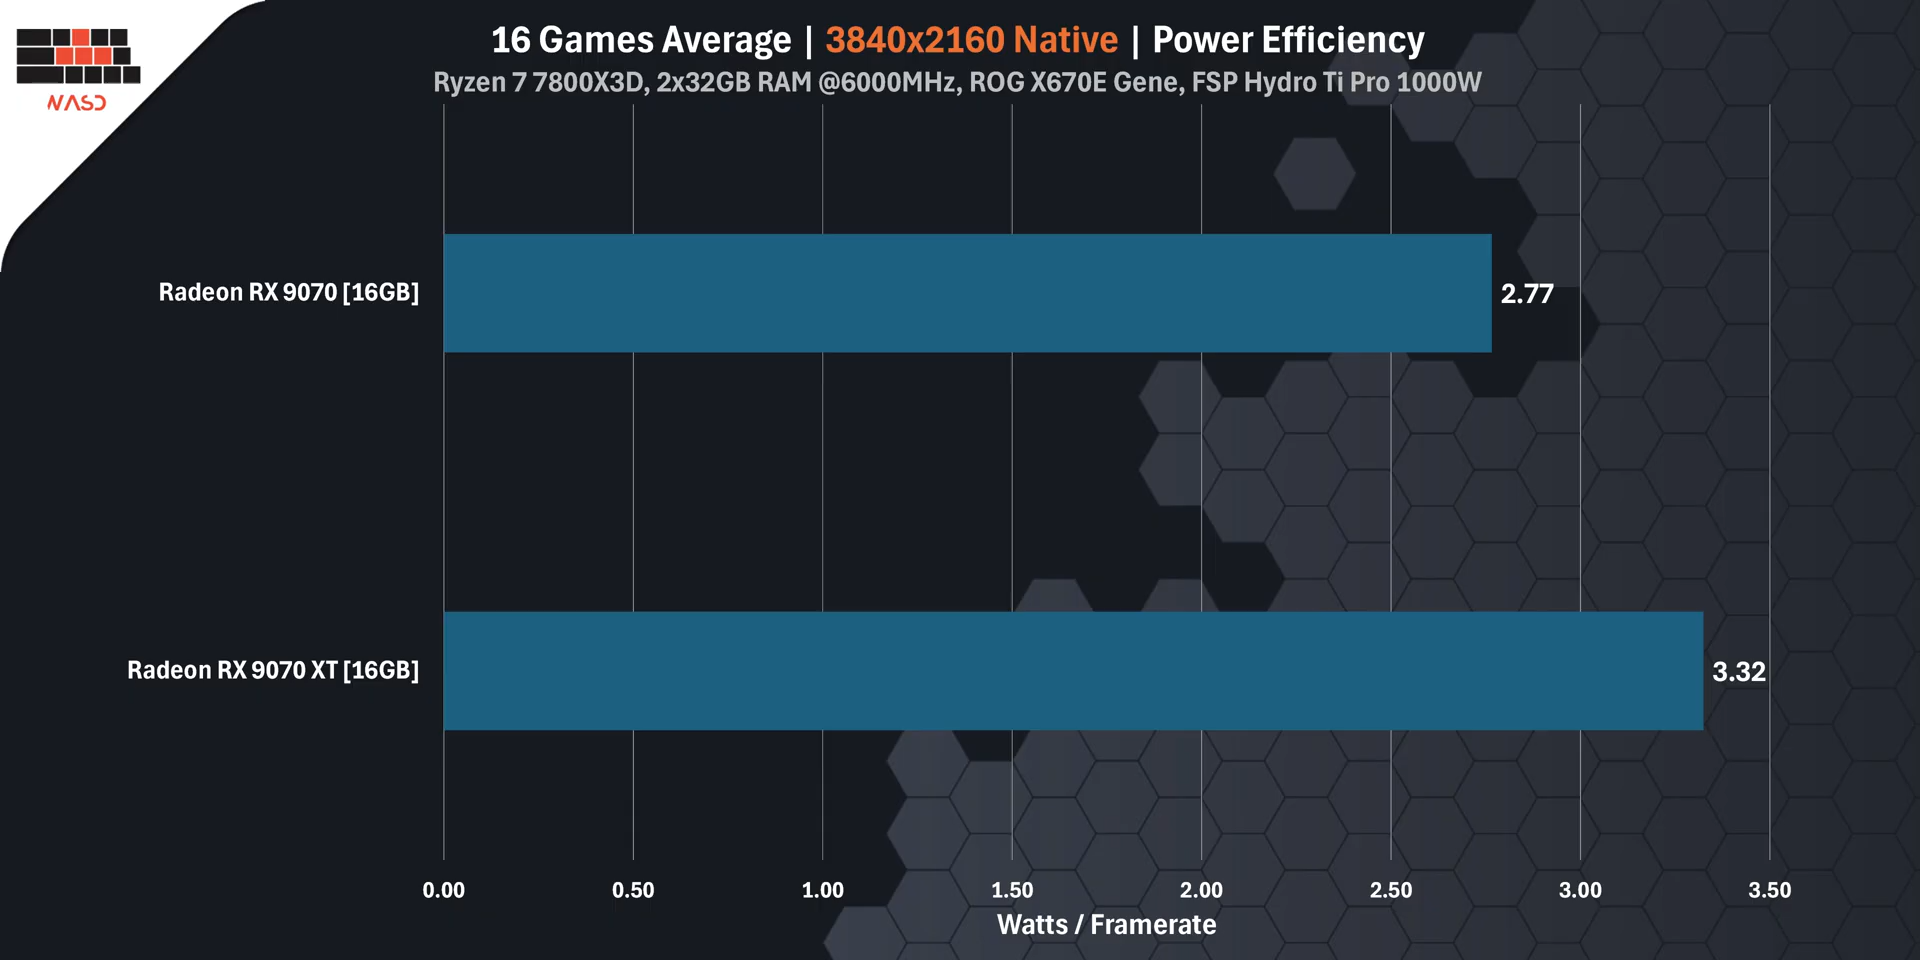 NASD
16 Games Average | 3840x2160 Native | Power Efficiency
Ryzen 7 7800X3D, 2x32GB RAM @6000MHz, ROG X670E Gene, FSP Hydro Ti Pro 1000W
Radeon RX 9070 [16GB]
2.77
Radeon RX 9070 XT [16GB]
3.32
0.00 0.50 1.00 1.50 2.00 2.50 3.00 3.50
Watts / Framerate